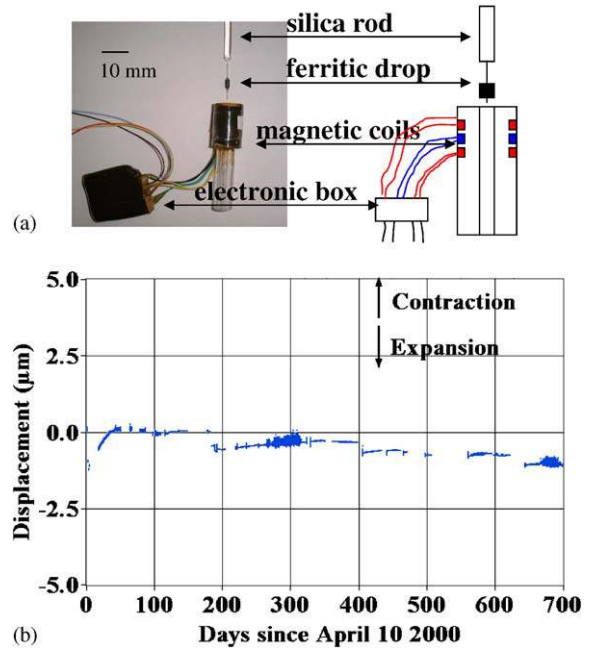 silica rod
10 mm
ferritic drop
magnetic coils
electronic box
(a)
5.0
Contraction
Expansion
2.5
0.0
-2.5
-5.0
Displacement (µm)
0 100 200 300 400 500 600 700
Days since April 10 2000
(b)